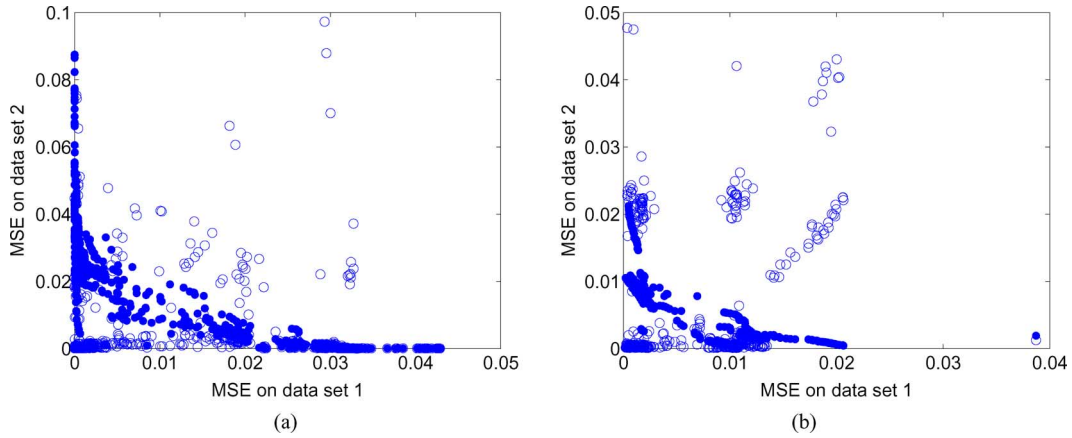 0.1
0.08
0.06
0.04
0.02
0
MSE on data set 2
0 0.01 0.02 0.03 0.04 0.05
MSE on data set 1
(a)
0.05
0.04
0.03
0.02
0.01
0
MSE on data set 2
0 0.01 0.02 0.03 0.04
MSE on data set 1
(b)